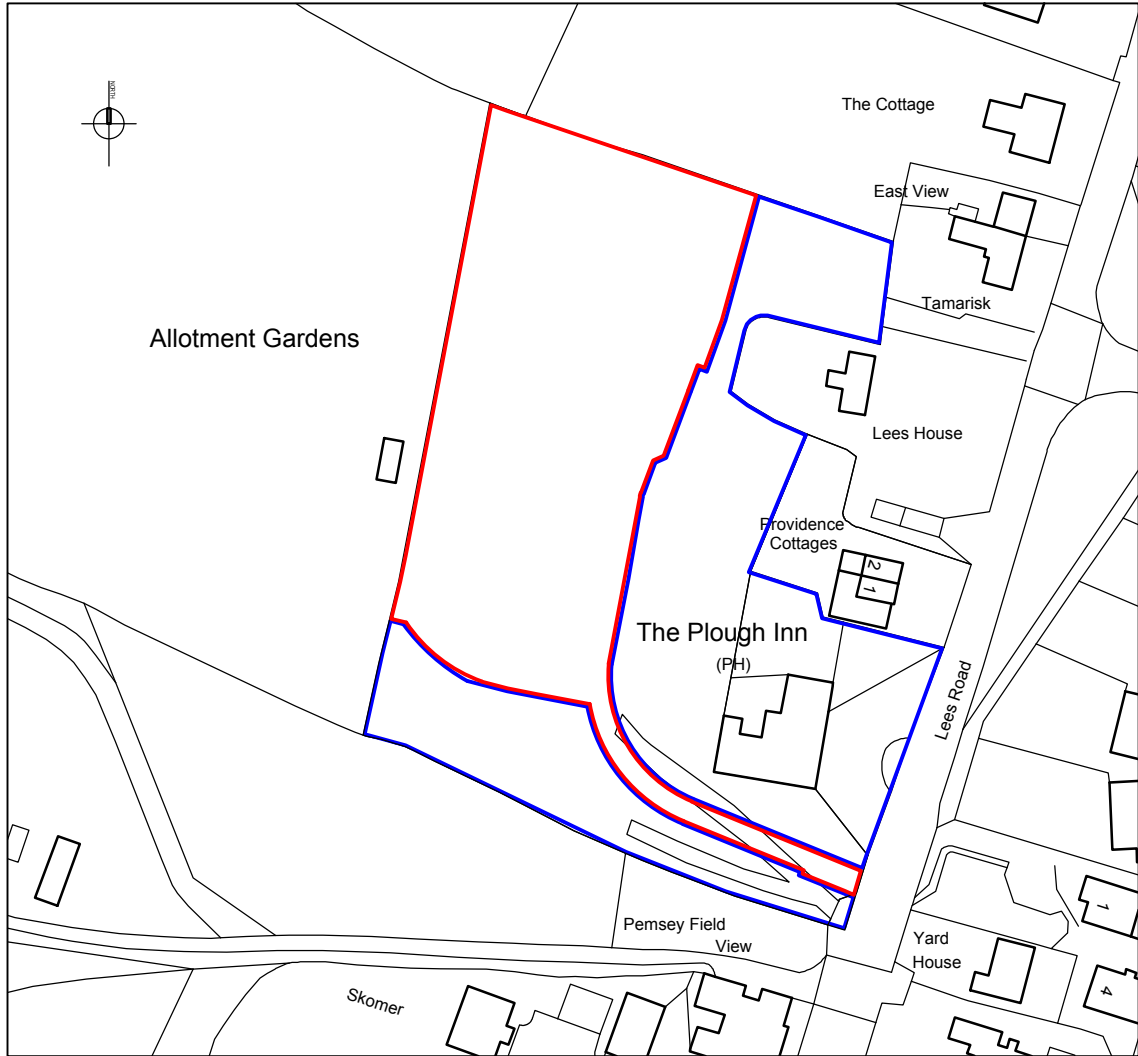 NORTH
The Cottage
East View
Tamarisk
Allotment Gardens
Lees House
Providence
Cottages
2
1
The Plough Inn
(PH)
Lees Road
Pemsey Field
View
Yard
House
1
4
Skomer